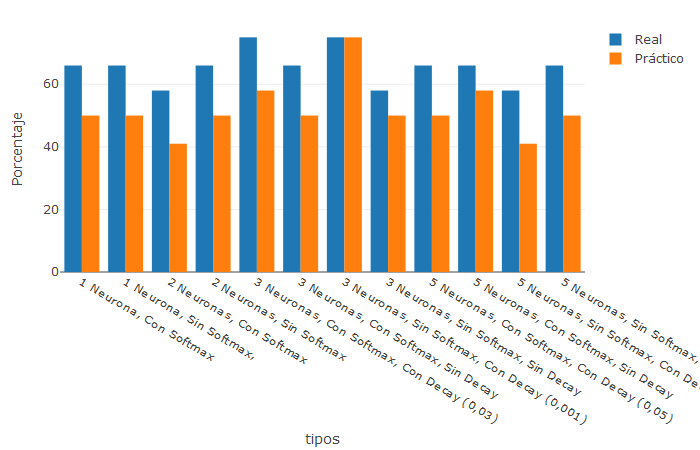 Real
Práctico
Porcentaje
60
40
20
0
1 Neurona, Con Softmax
1 Neurona, Sin Softmax,
2 Neuronas, Con Softmax
2 Neuronas, Sin Softmax
3 Neuronas, Con Softmax, Con Decay (0,03)
3 Neuronas, Con Softmax, Sin Decay
3 Neuronas, Sin Softmax, Con Decay (0,001)
3 Neuronas, Sin Softmax, Sin Decay
5 Neuronas, Con Softmax, Con Decay (0,05)
5 Neuronas, Con Softmax, Sin Decay
5 Neuronas, Sin Softmax, Con De
5 Neuronas, Sin Softmax,
tipos